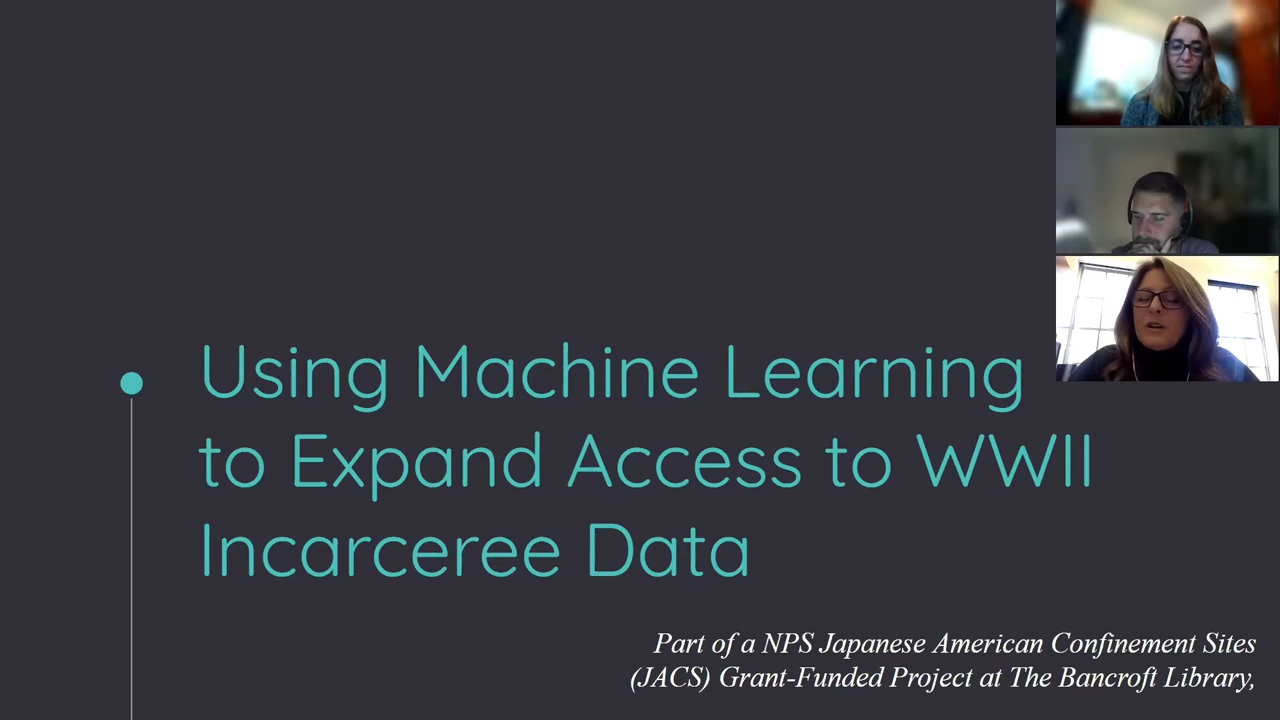 Using Machine Learning
to Expand Access to WWII
Incarceree Data
Part of a NPS Japanese American Confinement Sites
(JACS) Grant-Funded Project at The Bancroft Library,